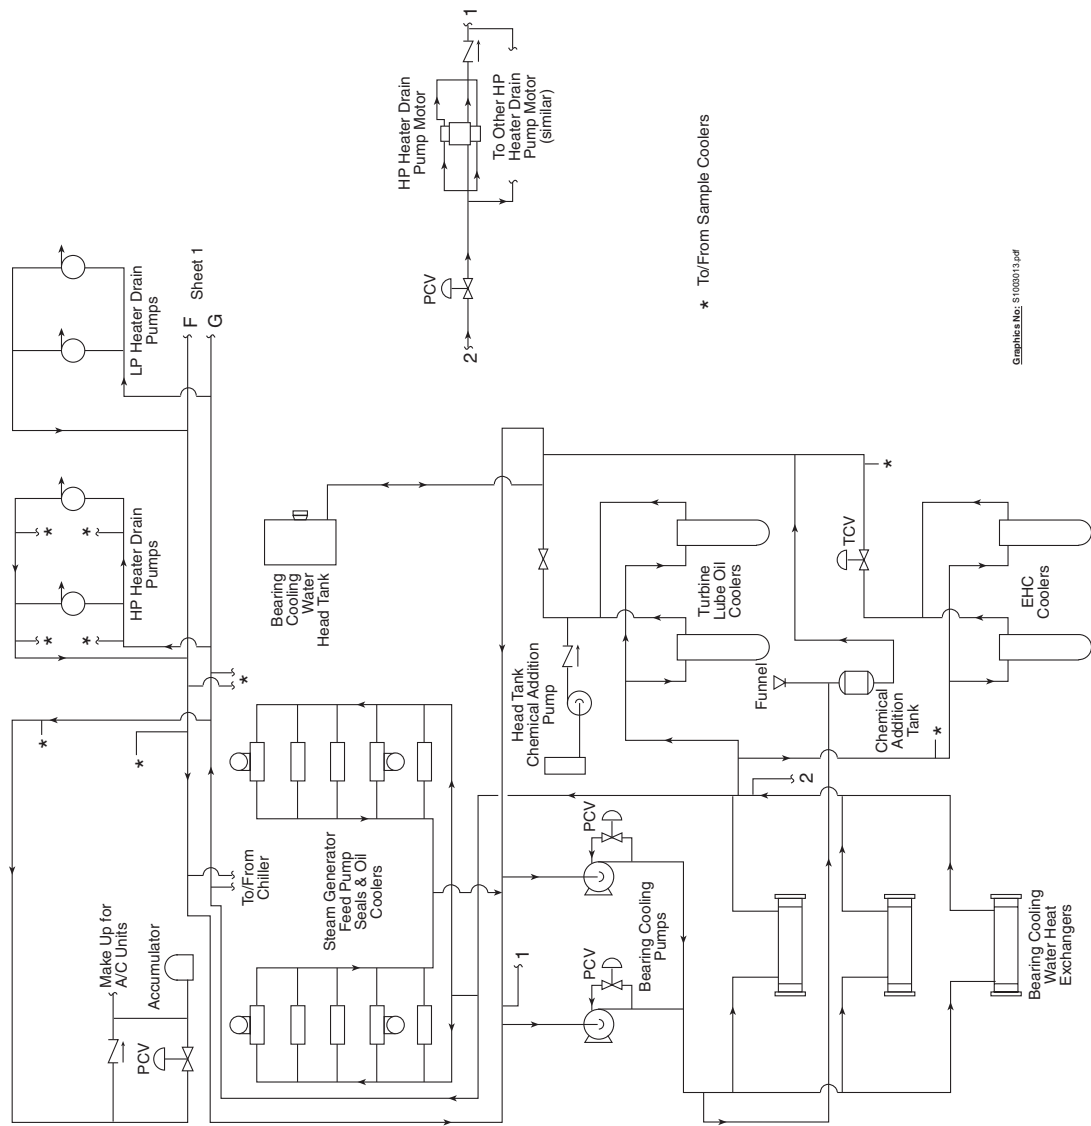 HP Heater Drain
Pump Motor
1
To Other HP
Heater Drain
Pump Motor
(similar)
PCV
2
* To/From Sample Coolers
Graphics No: S1003013.pdf
LP Heater Drain
Pumps
F
Sheet 1
G
HP Heater Drain
Pumps
*
*
*
*
*
*
*
Bearing
Cooling
Water
Head Tank
To/From
Chiller
Make Up for
A/C Units
Accumulator
PCV
Steam Generator
Feed Pump
Seals & Oil
Coolers
Head Tank
Chemical Addition
Pump
Turbine
Lube Oil
Coolers
TCV
*
EHC
Coolers
Funnel
Chemical
Addition
Tank
*
2
PCV
PCV
Bearing Cooling
Pumps
1
Bearing Cooling
Water Heat
Exchangers